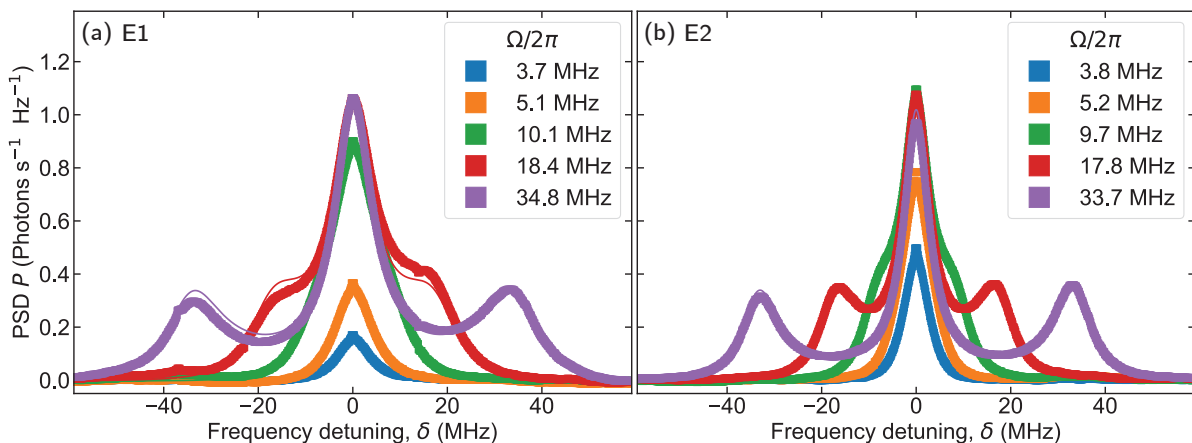 (a) E1
Ω/2π
3.7 MHz
5.1 MHz
10.1 MHz
18.4 MHz
34.8 MHz
PSD P (Photons s⁻¹ Hz⁻¹)
1.2
1.0
0.8
0.6
0.4
0.2
0.0
−40 −20 0 20 40
Frequency detuning, δ (MHz)
(b) E2
Ω/2π
3.8 MHz
5.2 MHz
9.7 MHz
17.8 MHz
33.7 MHz
−40 −20 0 20 40
Frequency detuning, δ (MHz)